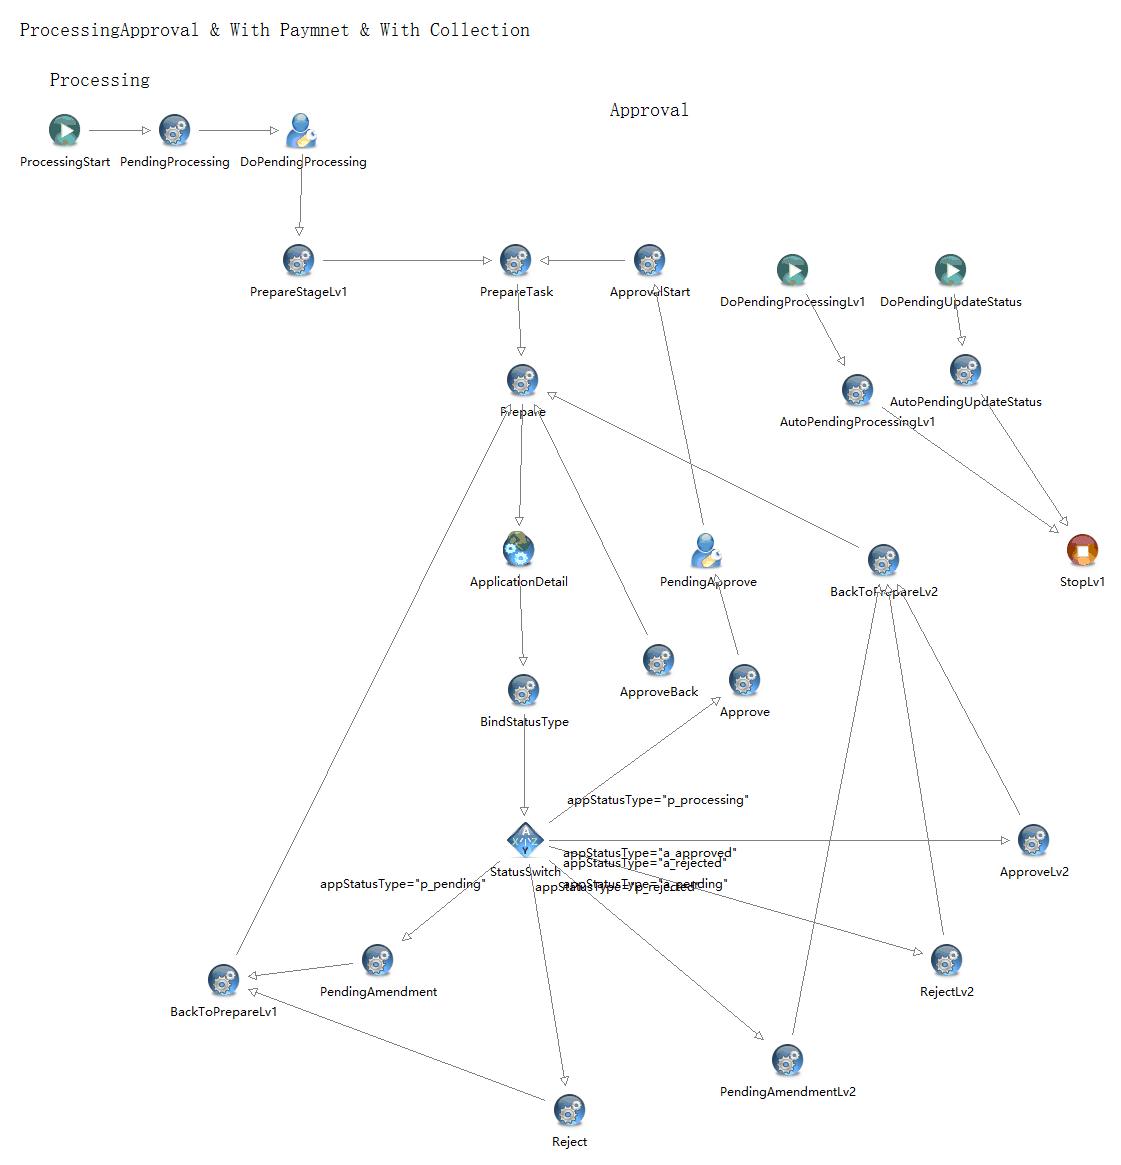 ProcessingApproval & With Paymnet & With Collection
Processing
Approval
ProcessingStart
PendingProcessing
DoPendingProcessing
PrepareStageLv1
PrepareTask
ApprovalStart
DoPendingProcessingLv1
DoPendingUpdateStatus
Prepare
AutoPendingUpdateStatus
AutoPendingProcessingLv1
ApplicationDetail
PendingApprove
BackToPrepareLv2
StopLv1
ApproveBack
Approve
BindStatusType
appStatusType="p_processing"
appStatusType="a_approved"
appStatusType="a_rejected"
StatusSwitch
ApproveLv2
appStatusType="p_pending"
appStatusType="a_pending"
appStatusType="p_rejected"
PendingAmendment
RejectLv2
BackToPrepareLv1
PendingAmendmentLv2
Reject